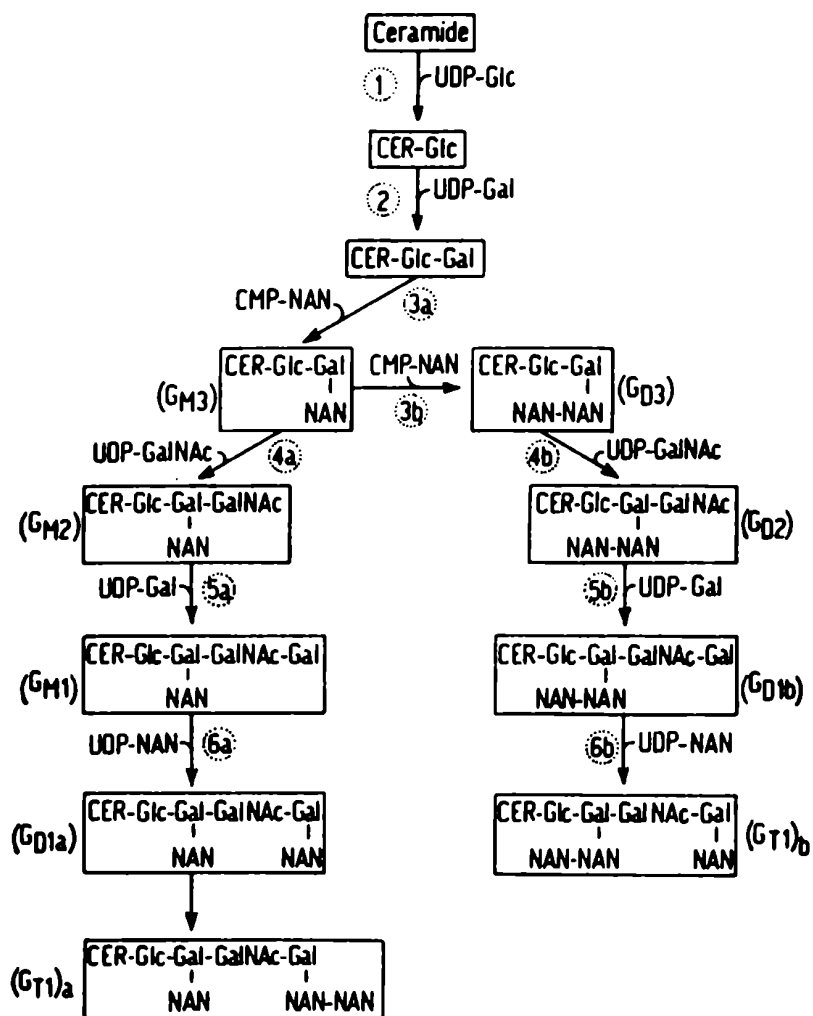 Ceramide
1 UDP-Glc
CER-Glc
2 UDP-Gal
CER-Glc-Gal
CMP-NAN 3a
(GM3) CER-Glc-Gal
NAN
CMP-NAN
3b
CER-Glc-Gal (GD3)
NAN-NAN
UDP-GalNAc 4a
4b UDP-GalNAc
(GM2) CER-Glc-Gal-GalNAc
NAN
CER-Glc-Gal-GalNAc (GD2)
NAN-NAN
UDP-Gal 5a
5b UDP-Gal
(GM1) CER-Glc-Gal-GalNAc-Gal
NAN
CER-Glc-Gal-GalNAc-Gal (GD1b)
NAN-NAN
UDP-NAN 6a
6b UDP-NAN
(GD1a) CER-Glc-Gal-GalNAc-Gal
NAN NAN
CER-Glc-Gal-GalNAc-Gal (GT1)b
NAN-NAN NAN
(GT1)a CER-Glc-Gal-GalNAc-Gal
NAN NAN-NAN